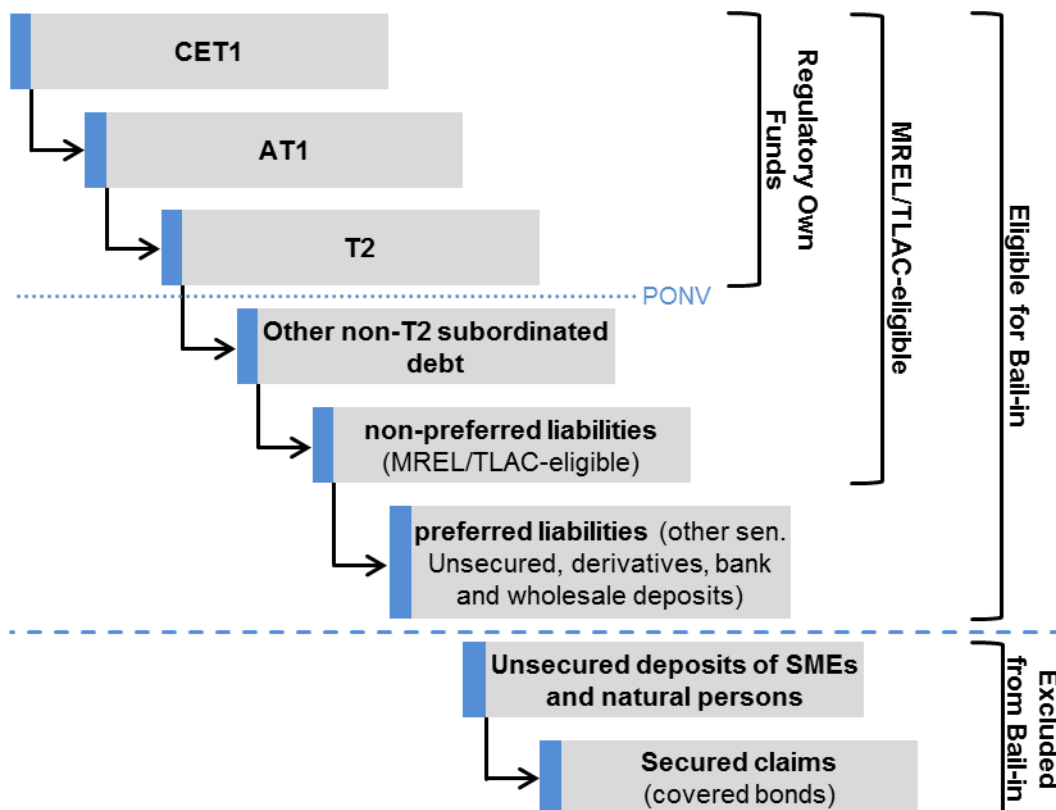 CET1
AT1
T2
PONV
Other non-T2 subordinated
debt
non-preferred liabilities
(MREL/TLAC-eligible)
preferred liabilities (other sen.
Unsecured, derivatives, bank
and wholesale deposits)
Unsecured deposits of SMEs
and natural persons
Secured claims
(covered bonds)
Regulatory Own
Funds
MREL/TLAC-eligible
Eligible for Bail-in
Excluded
from Bail-in